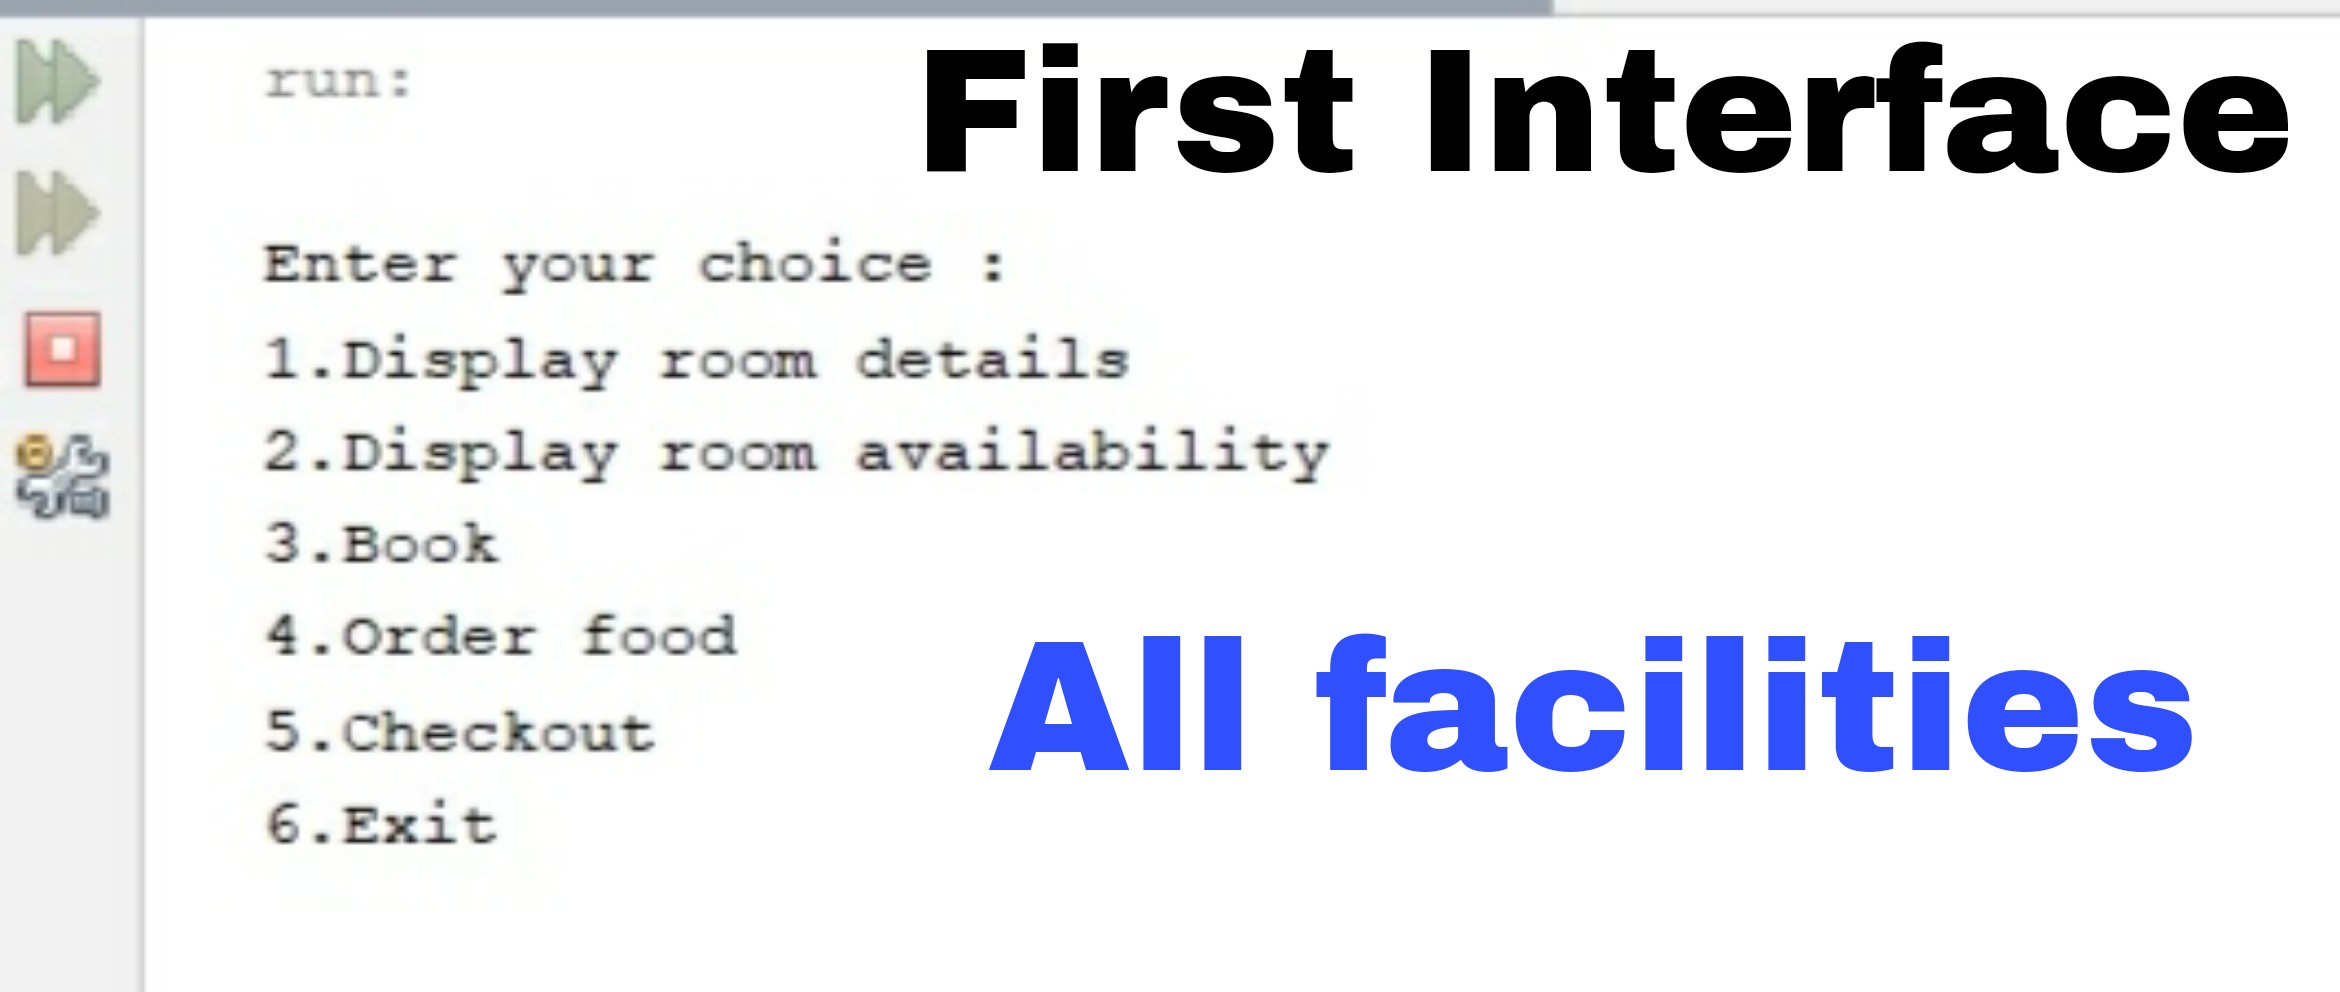 First Interface
run:
Enter your choice :
1.Display room details
2.Display room availability
3.Book
4.Order food
5.Checkout
6.Exit
All facilities